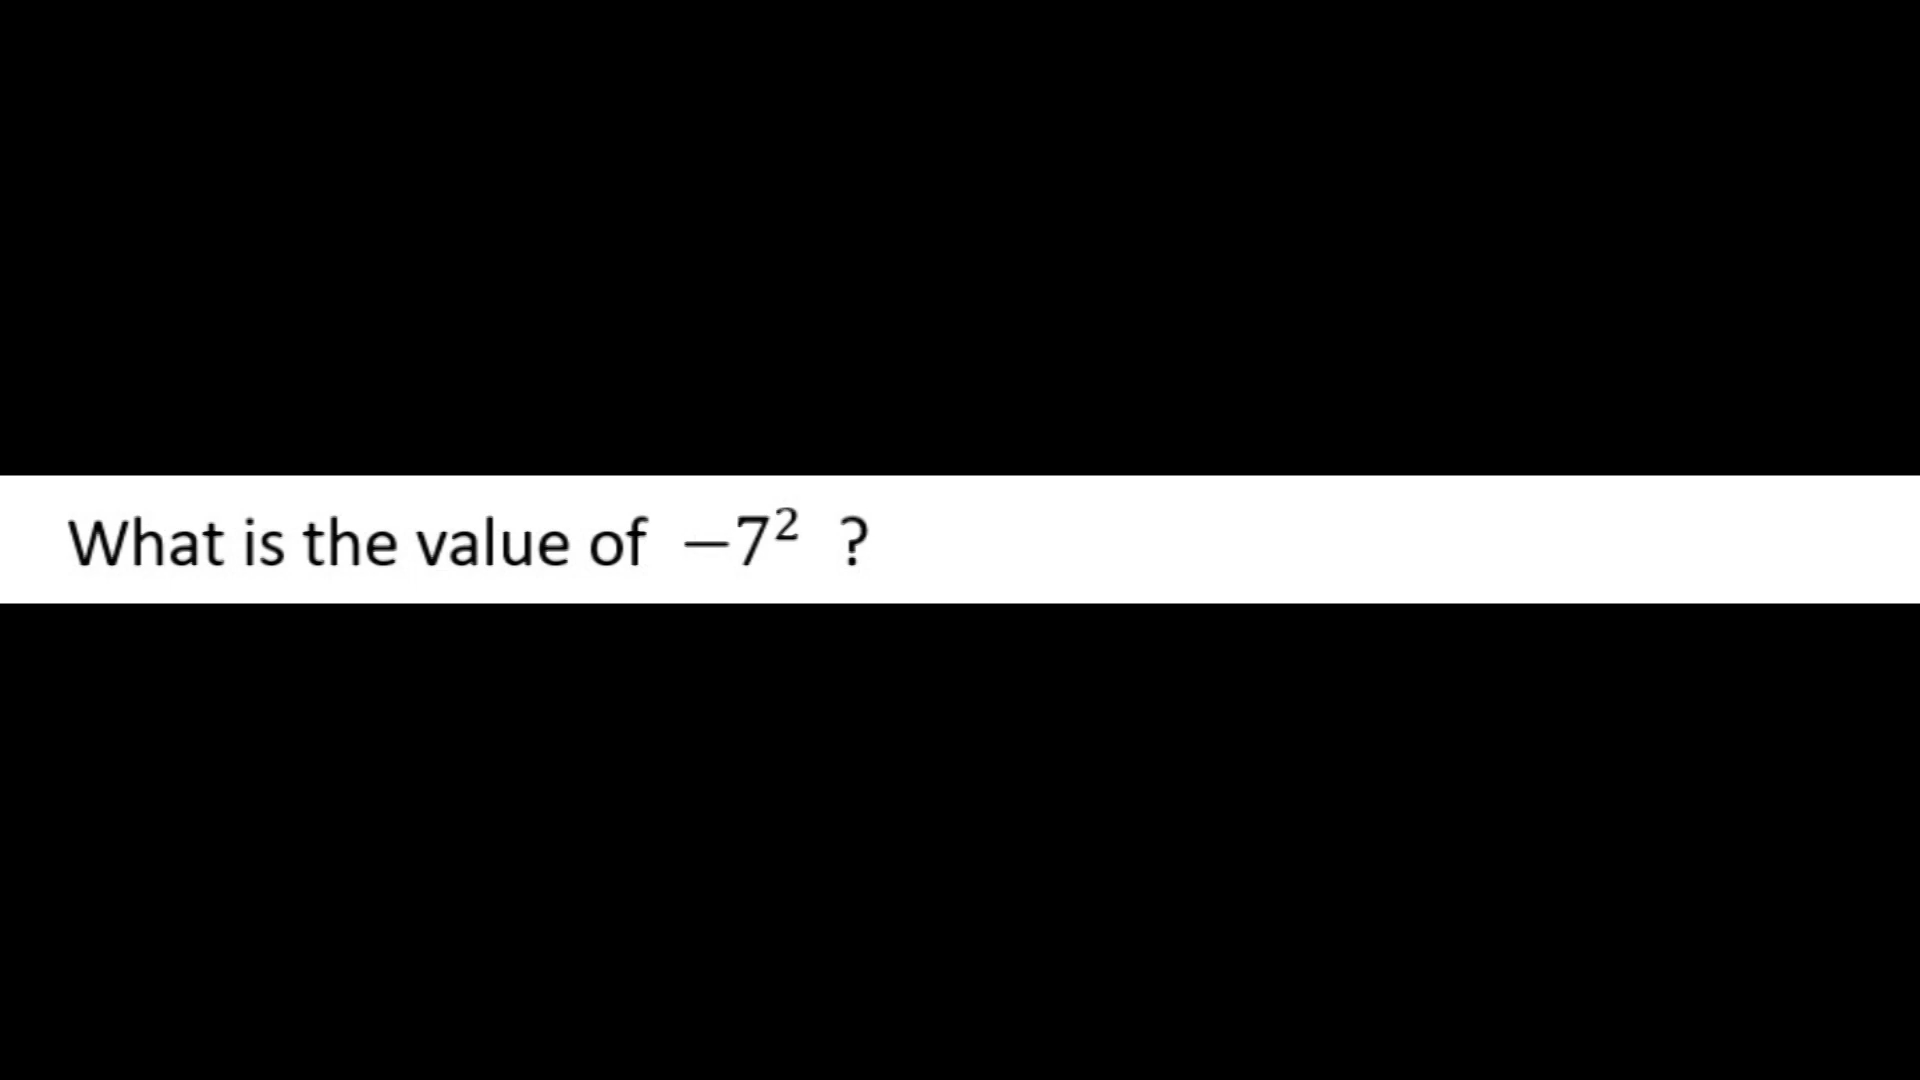 What is the value of −7² ?